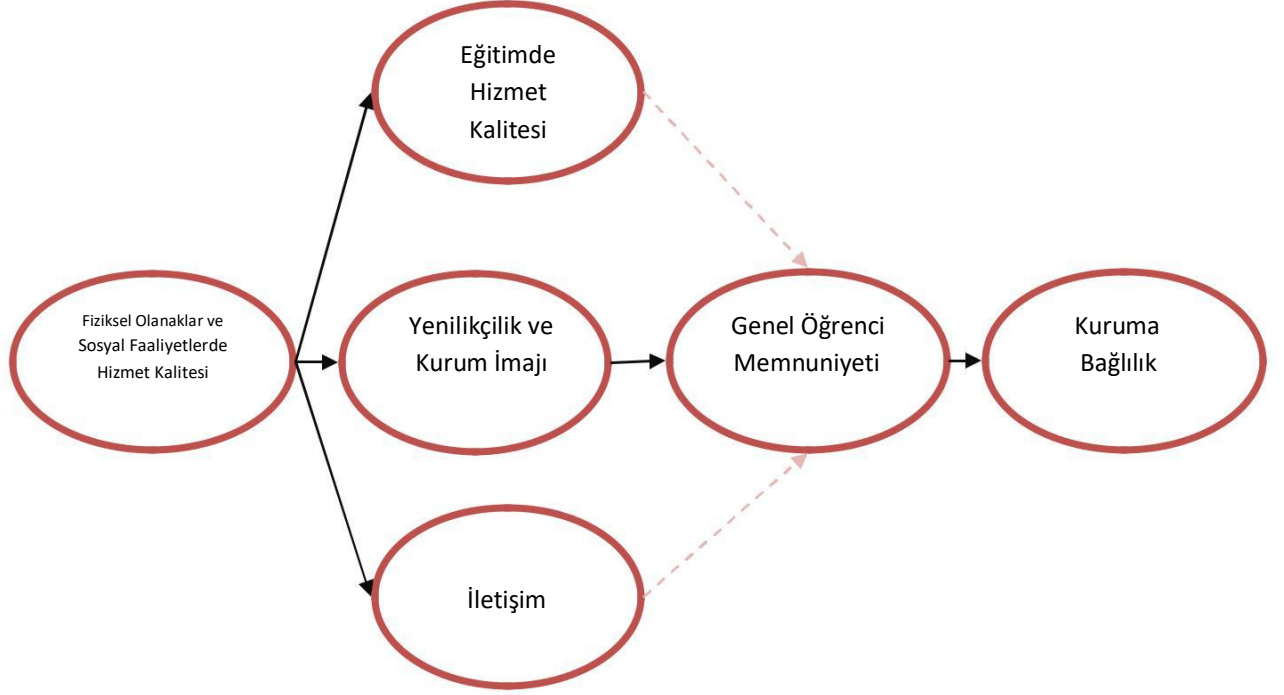 Eğitimde
Hizmet
Kalitesi
Fiziksel Olanaklar ve
Sosyal Faaliyetlerde
Hizmet Kalitesi
Yenilikçilik ve
Kurum İmajı
Genel Öğrenci
Memnuniyeti
Kuruma
Bağlılık
İletişim